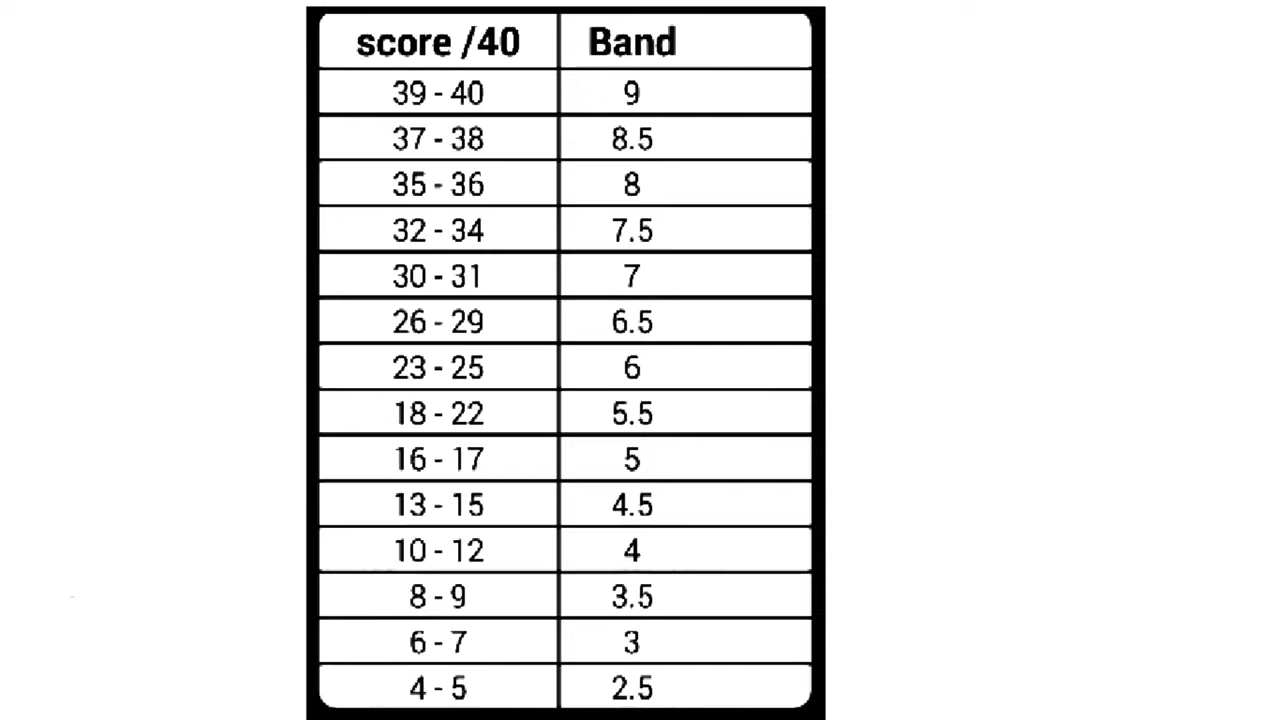 score /40 Band
39 - 40 9
37 - 38 8.5
35 - 36 8
32 - 34 7.5
30 - 31 7
26 - 29 6.5
23 - 25 6
18 - 22 5.5
16 - 17 5
13 - 15 4.5
10 - 12 4
8 - 9 3.5
6 - 7 3
4 - 5 2.5